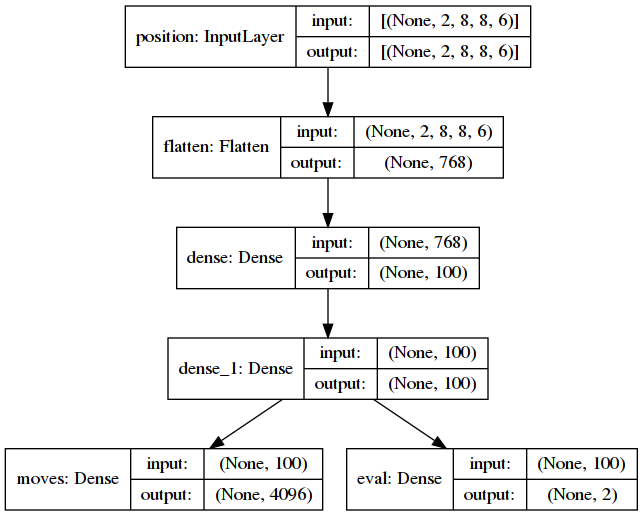 position: InputLayer
input: [(None, 2, 8, 8, 6)]
output: [(None, 2, 8, 8, 6)]
flatten: Flatten
input: (None, 2, 8, 8, 6)
output: (None, 768)
dense: Dense
input: (None, 768)
output: (None, 100)
dense_1: Dense
input: (None, 100)
output: (None, 100)
moves: Dense
input: (None, 100)
output: (None, 4096)
eval: Dense
input: (None, 100)
output: (None, 2)